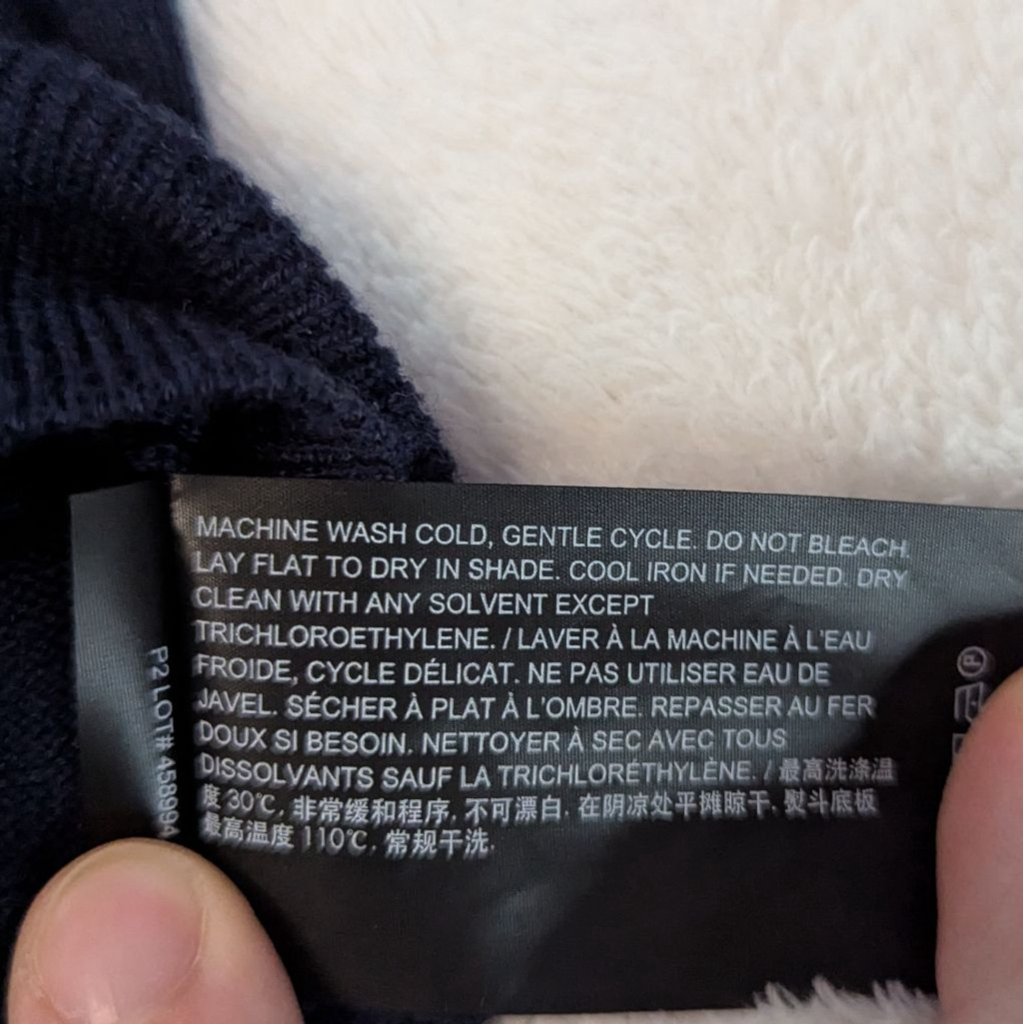 MACHINE WASH COLD, GENTLE CYCLE. DO NOT BLEACH.
LAY FLAT TO DRY IN SHADE. COOL IRON IF NEEDED. DRY
CLEAN WITH ANY SOLVENT EXCEPT
TRICHLOROETHYLENE. / LAVER À LA MACHINE À L'EAU
FROIDE, CYCLE DÉLICAT. NE PAS UTILISER EAU DE
JAVEL. SÉCHER À PLAT À L'OMBRE. REPASSER AU FER
DOUX SI BESOIN. NETTOYER À SEC AVEC TOUS
DISSOLVANTS SAUF LA TRICHLORÉTHYLÈNE. / 最高洗涤温
度 30℃, 非常缓和程序, 不可漂白, 在阴凉处平摊晾干, 熨斗底板
最高温度 110℃, 常规干洗.
P2 LOT# 458994
P